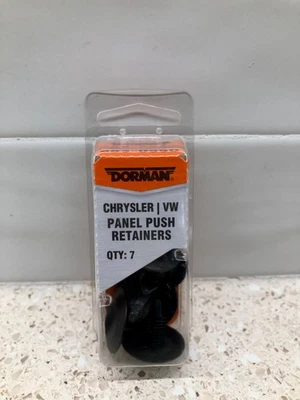 DORMAN
CHRYSLER | VW
PANEL PUSH
RETAINERS
QTY: 7